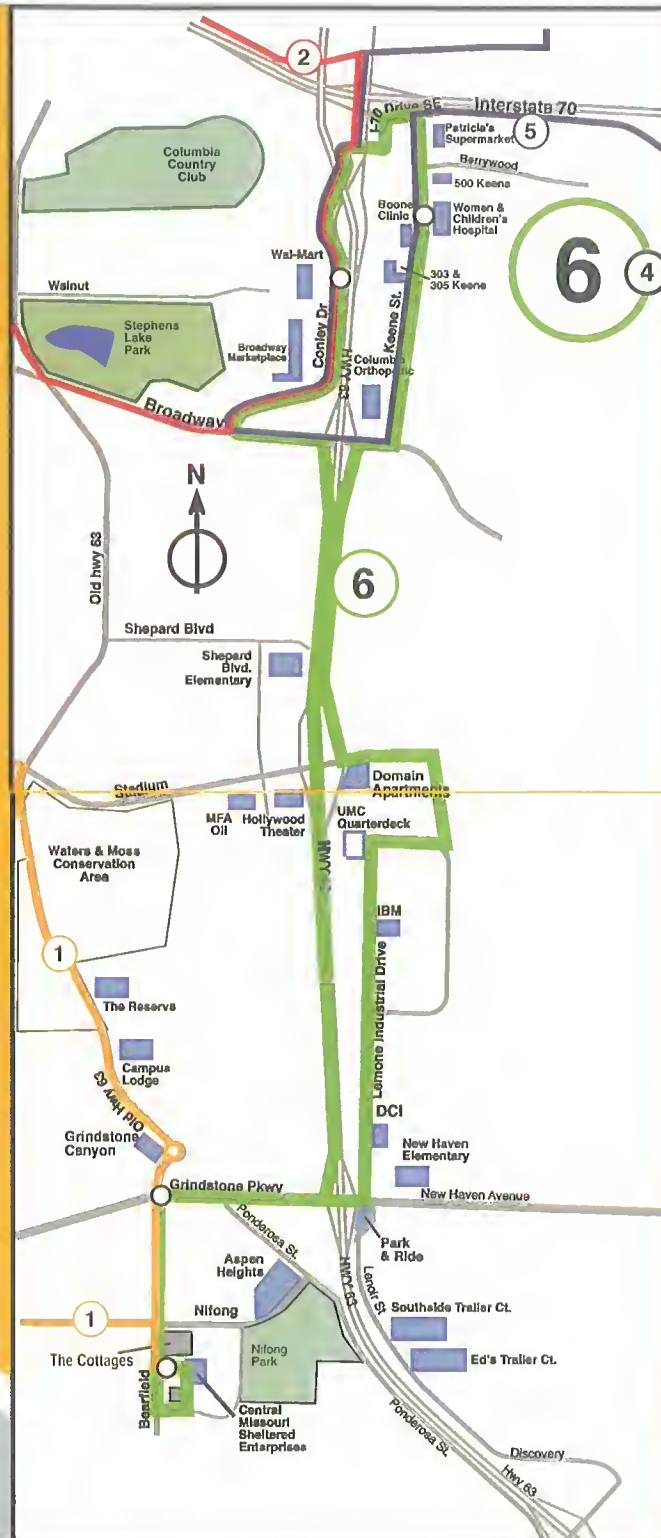 2
I-70 Drive SE
Interstate 70
Patricia's
Supermarket
5
Berrywood
500 Keene
Columbia
Country
Club
Boone
Clinic
Women &
Children's
Hospital
6
4
Wal-Mart
303 &
305 Keene
Walnut
Stephens
Lake
Park
Broadway
Marketplace
Conley Dr
HWY 63
Keene St.
Columbia
Orthopedic
Broadway
N
Old hwy 63
6
Shepard Blvd
Shepard
Blvd.
Elementary
Stadium
Domain
Apartments
MFA
Oil
Hollywood
Theater
UMC
Quarterdeck
Waters & Moss
Conservation
Area
IBM
1
The Reserve
Lemone Industrial Drive
Campus
Lodge
Old Hwy 63
DCI
Grindstone
Canyon
New Haven
Elementary
Grindstone Pkwy
New Haven Avenue
Ponderosa St.
Park
& Ride
Aspen
Heights
HWY 63
Lenoir St
Nifong
1
Southside Trailer Ct.
The Cottages
Nifong
Park
Ed's Trailer Ct.
Bearfield
Central
Missouri
Sheltered
Enterprises
Ponderosa St.
Discovery
Hwy 63